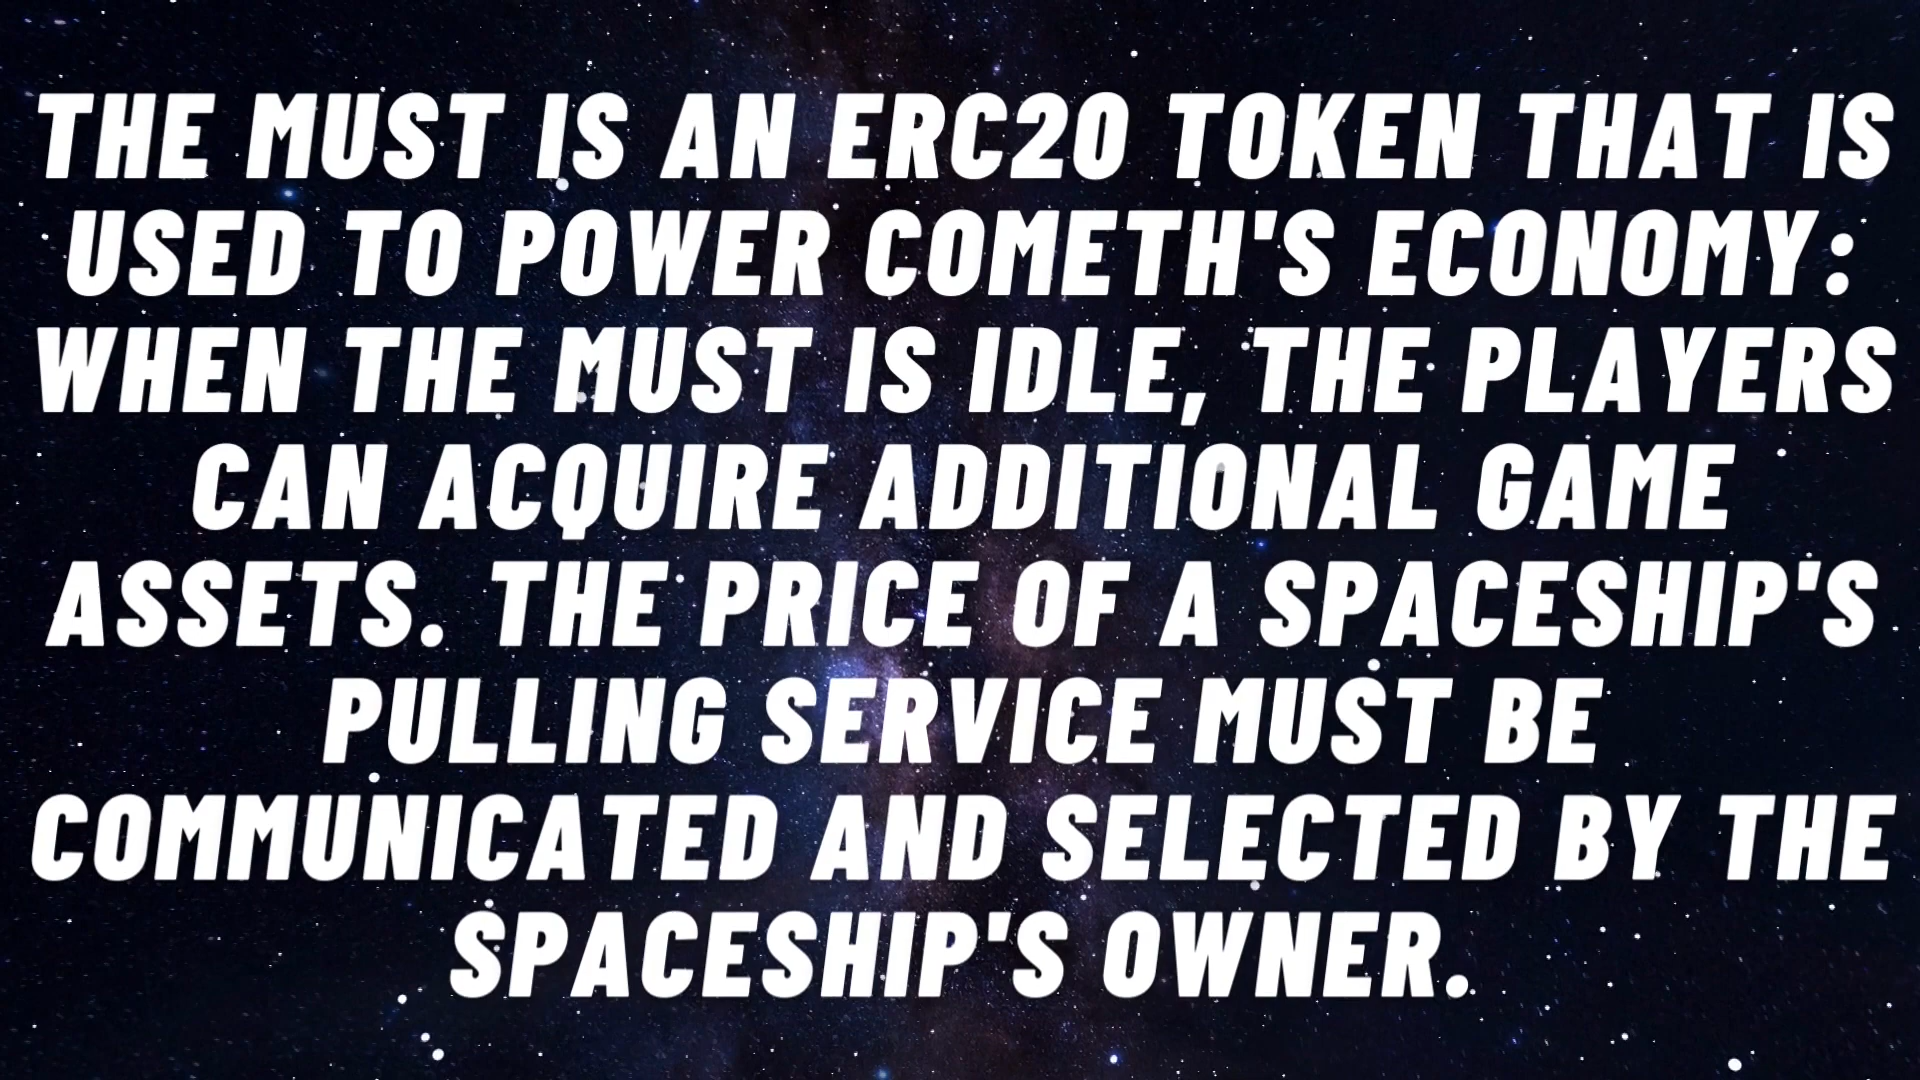 THE MUST IS AN ERC20 TOKEN THAT IS
USED TO POWER COMETH'S ECONOMY:
WHEN THE MUST IS IDLE, THE PLAYERS
CAN ACQUIRE ADDITIONAL GAME
ASSETS. THE PRICE OF A SPACESHIP'S
PULLING SERVICE MUST BE
COMMUNICATED AND SELECTED BY THE
SPACESHIP'S OWNER.